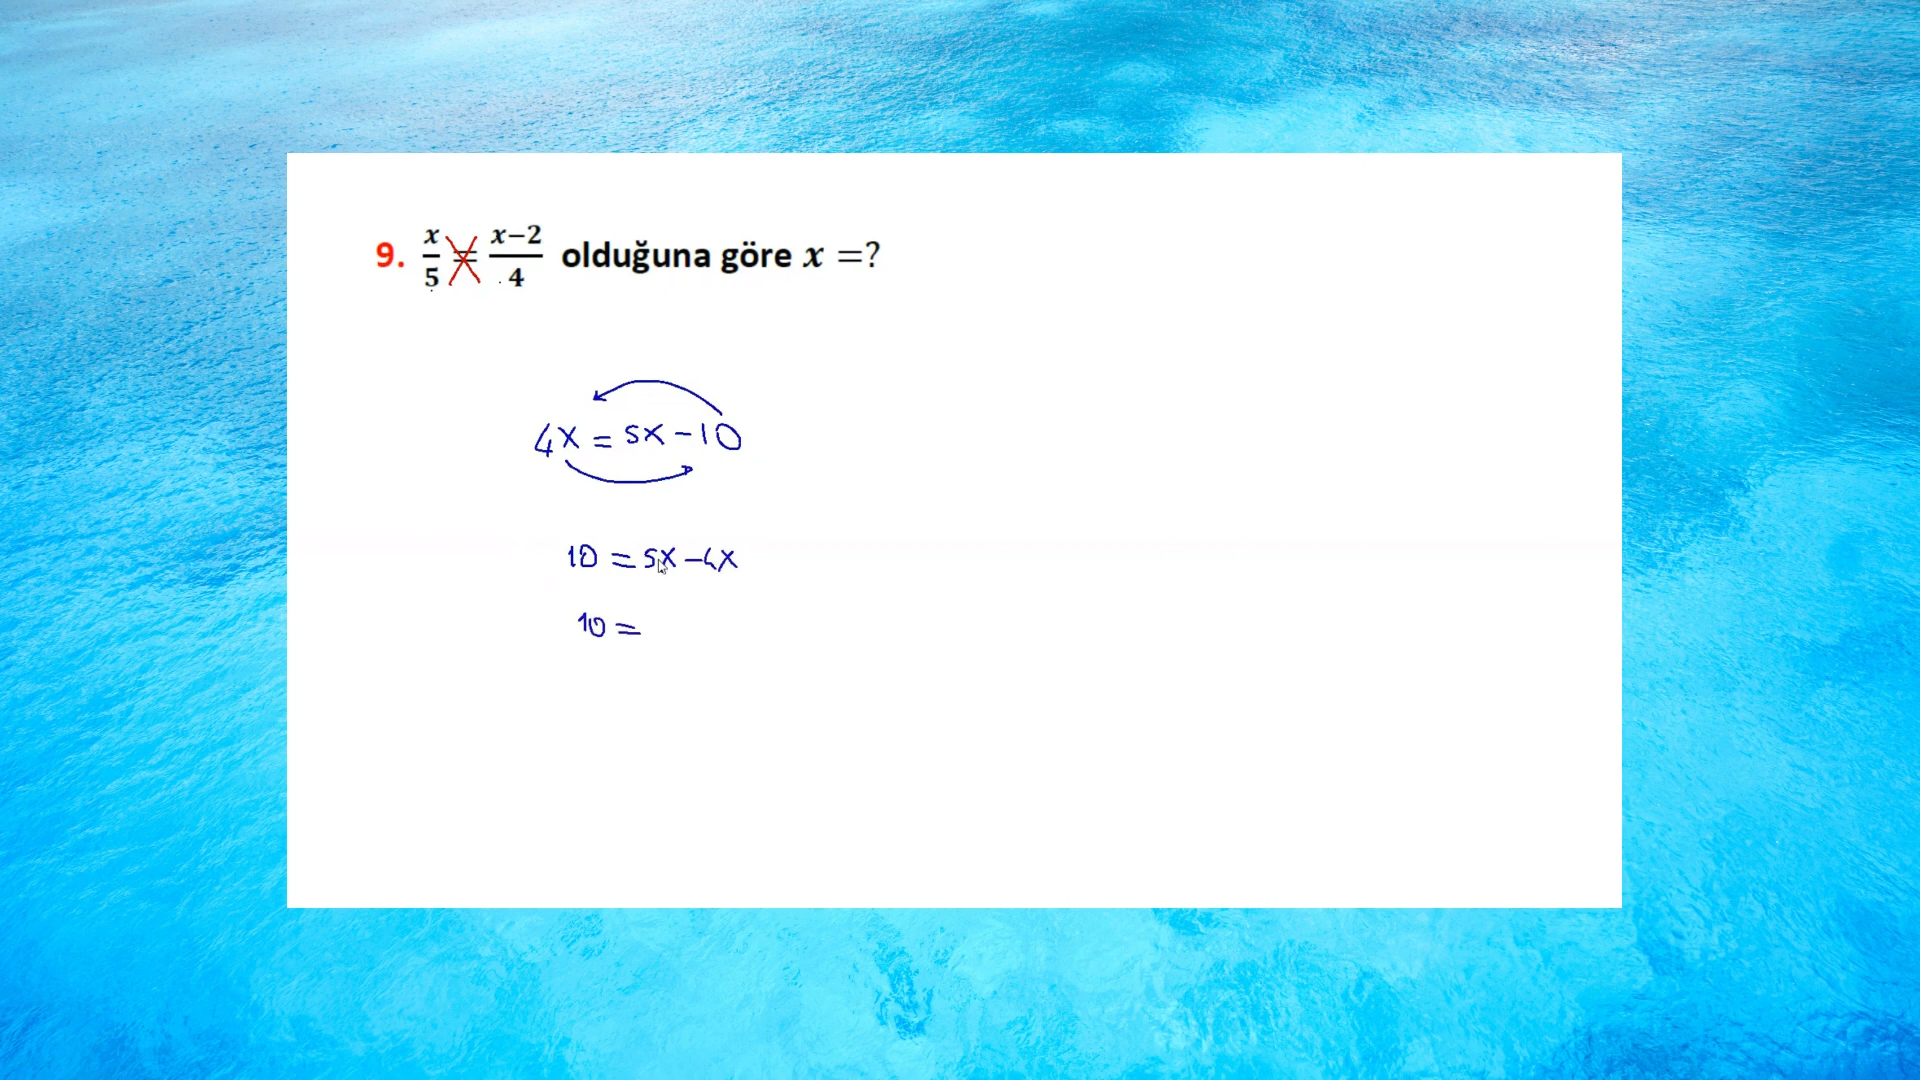 9. x/5 = x−2/4 olduğuna göre x =?
4x = 5x − 10
10 = 5x − 4x
10 =